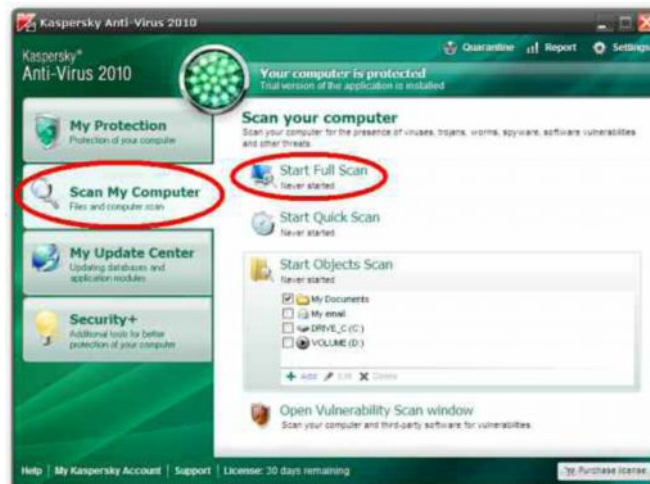 Kaspersky Anti-Virus 2010
Kaspersky®
Anti-Virus 2010
Quarantine
Report
Settings
Your computer is protected
Trial version of the application is installed
My Protection
Protection of your computer
Scan My Computer
Files and computer scan
My Update Center
Updating databases and
application modules
Security+
Additional tools for better
protection of your computer
Scan your computer
Scan your computer for the presence of viruses, trojans, worms, spyware, software vulnerabilities
and other threats
Start Full Scan
Never started
Start Quick Scan
Never started
Start Objects Scan
Never started
My Documents
My email
DRIVE_C (C:)
VOLUME (D:)
Add Edit Delete
Open Vulnerability Scan window
Scan your computer and third-party software for vulnerabilities.
Help | My Kaspersky Account | Support | License: 30 days remaining
Purchase license